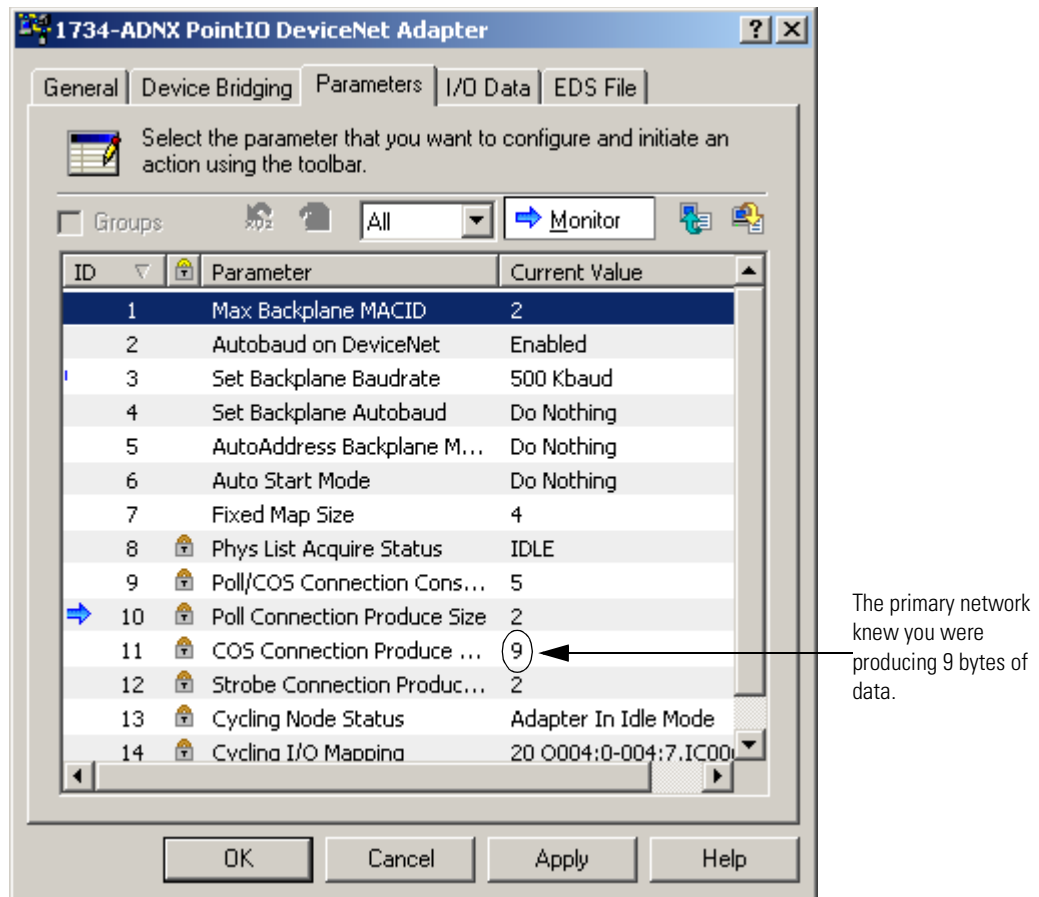 1734-ADNX PointIO DeviceNet Adapter ? X
General Device Bridging Parameters I/O Data EDS File
Select the parameter that you want to configure and initiate an
action using the toolbar.
Groups All Monitor
ID Parameter Current Value
1 Max Backplane MACID 2
2 Autobaud on DeviceNet Enabled
3 Set Backplane Baudrate 500 Kbaud
4 Set Backplane Autobaud Do Nothing
5 AutoAddress Backplane M... Do Nothing
6 Auto Start Mode Do Nothing
7 Fixed Map Size 4
8 Phys List Acquire Status IDLE
9 Poll/COS Connection Cons... 5
10 Poll Connection Produce Size 2
11 COS Connection Produce ... 9
12 Strobe Connection Produc... 2
13 Cycling Node Status Adapter In Idle Mode
14 Cycling I/O Mapping 20 O004:0-004:7,IC00
OK Cancel Apply Help
The primary network
knew you were
producing 9 bytes of
data.